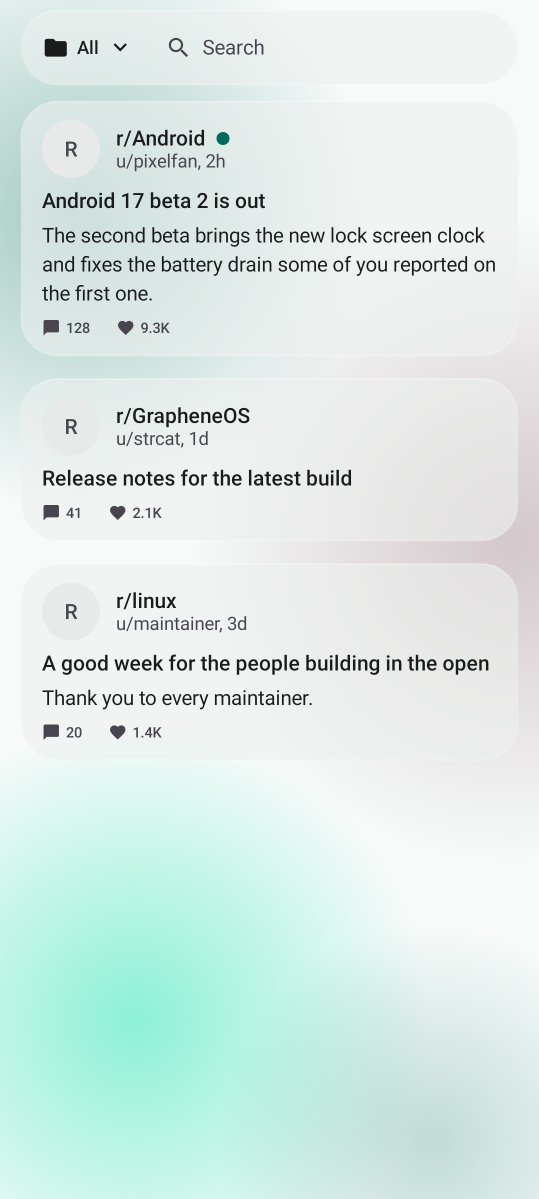 All
Search
R
r/Android
u/pixelfan, 2h
Android 17 beta 2 is out
The second beta brings the new lock screen clock
and fixes the battery drain some of you reported on
the first one.
128 9.3K
R
r/GrapheneOS
u/strcat, 1d
Release notes for the latest build
41 2.1K
R
r/linux
u/maintainer, 3d
A good week for the people building in the open
Thank you to every maintainer.
20 1.4K